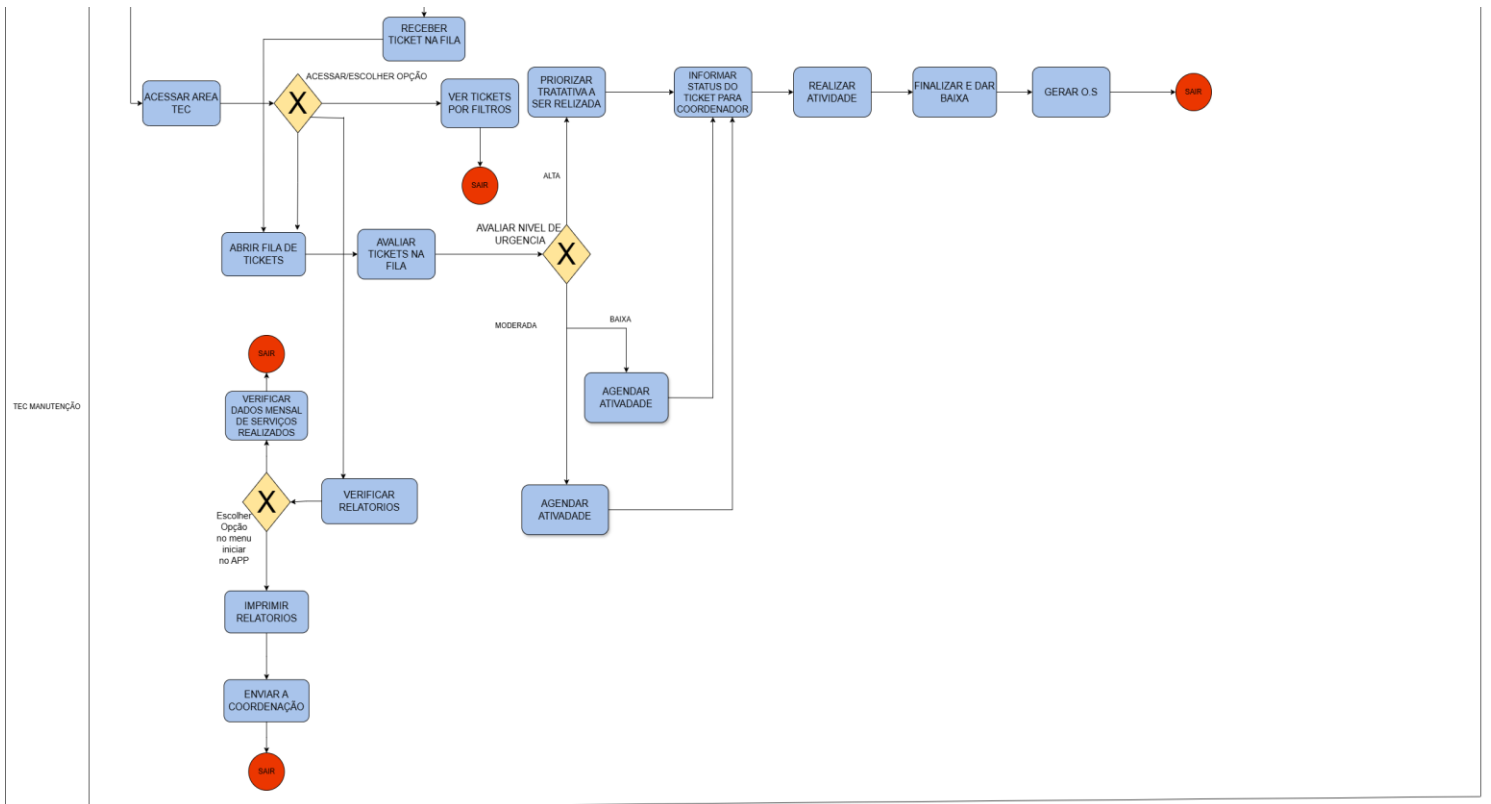 RECEBER
TICKET NA FILA
ACESSAR/ESCOLHER OPÇÃO
ACESSAR AREA
TEC
X
VER TICKETS
POR FILTROS
SAIR
PRIORIZAR
TRATATIVA A
SER RELIZADA
INFORMAR
STATUS DO
TICKET PARA
COORDENADOR
REALIZAR
ATIVIDADE
FINALIZAR E DAR
BAIXA
GERAR O.S
SAIR
ALTA
ABRIR FILA DE
TICKETS
AVALIAR
TICKETS NA
FILA
AVALIAR NIVEL DE
URGENCIA
X
MODERADA
BAIXA
AGENDAR
ATIVADADE
AGENDAR
ATIVADADE
TEC MANUTENÇÃO
SAIR
VERIFICAR
DADOS MENSAL
DE SERVIÇOS
REALIZADOS
X
VERIFICAR
RELATORIOS
Escolher
Opção
no menu
iniciar
no APP
IMPRIMIR
RELATORIOS
ENVIAR A
COORDENAÇÃO
SAIR